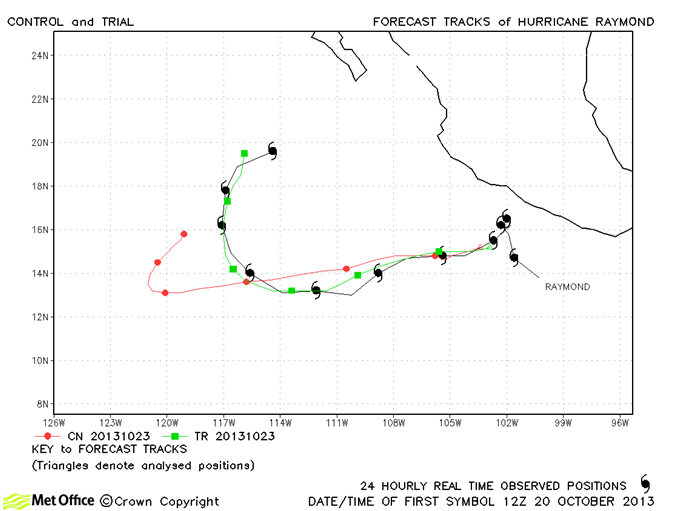 CONTROL and TRIAL
FORECAST TRACKS of HURRICANE RAYMOND
24N
22N
20N
18N
16N
14N
12N
10N
8N
RAYMOND
126W 123W 120W 117W 114W 111W 108W 105W 102W 99W 96W
CN 20131023 TR 20131023
KEY to FORECAST TRACKS
(Triangles denote analysed positions)
24 HOURLY REAL TIME OBSERVED POSITIONS
Met Office ©Crown Copyright
DATE/TIME OF FIRST SYMBOL 12Z 20 OCTOBER 2013